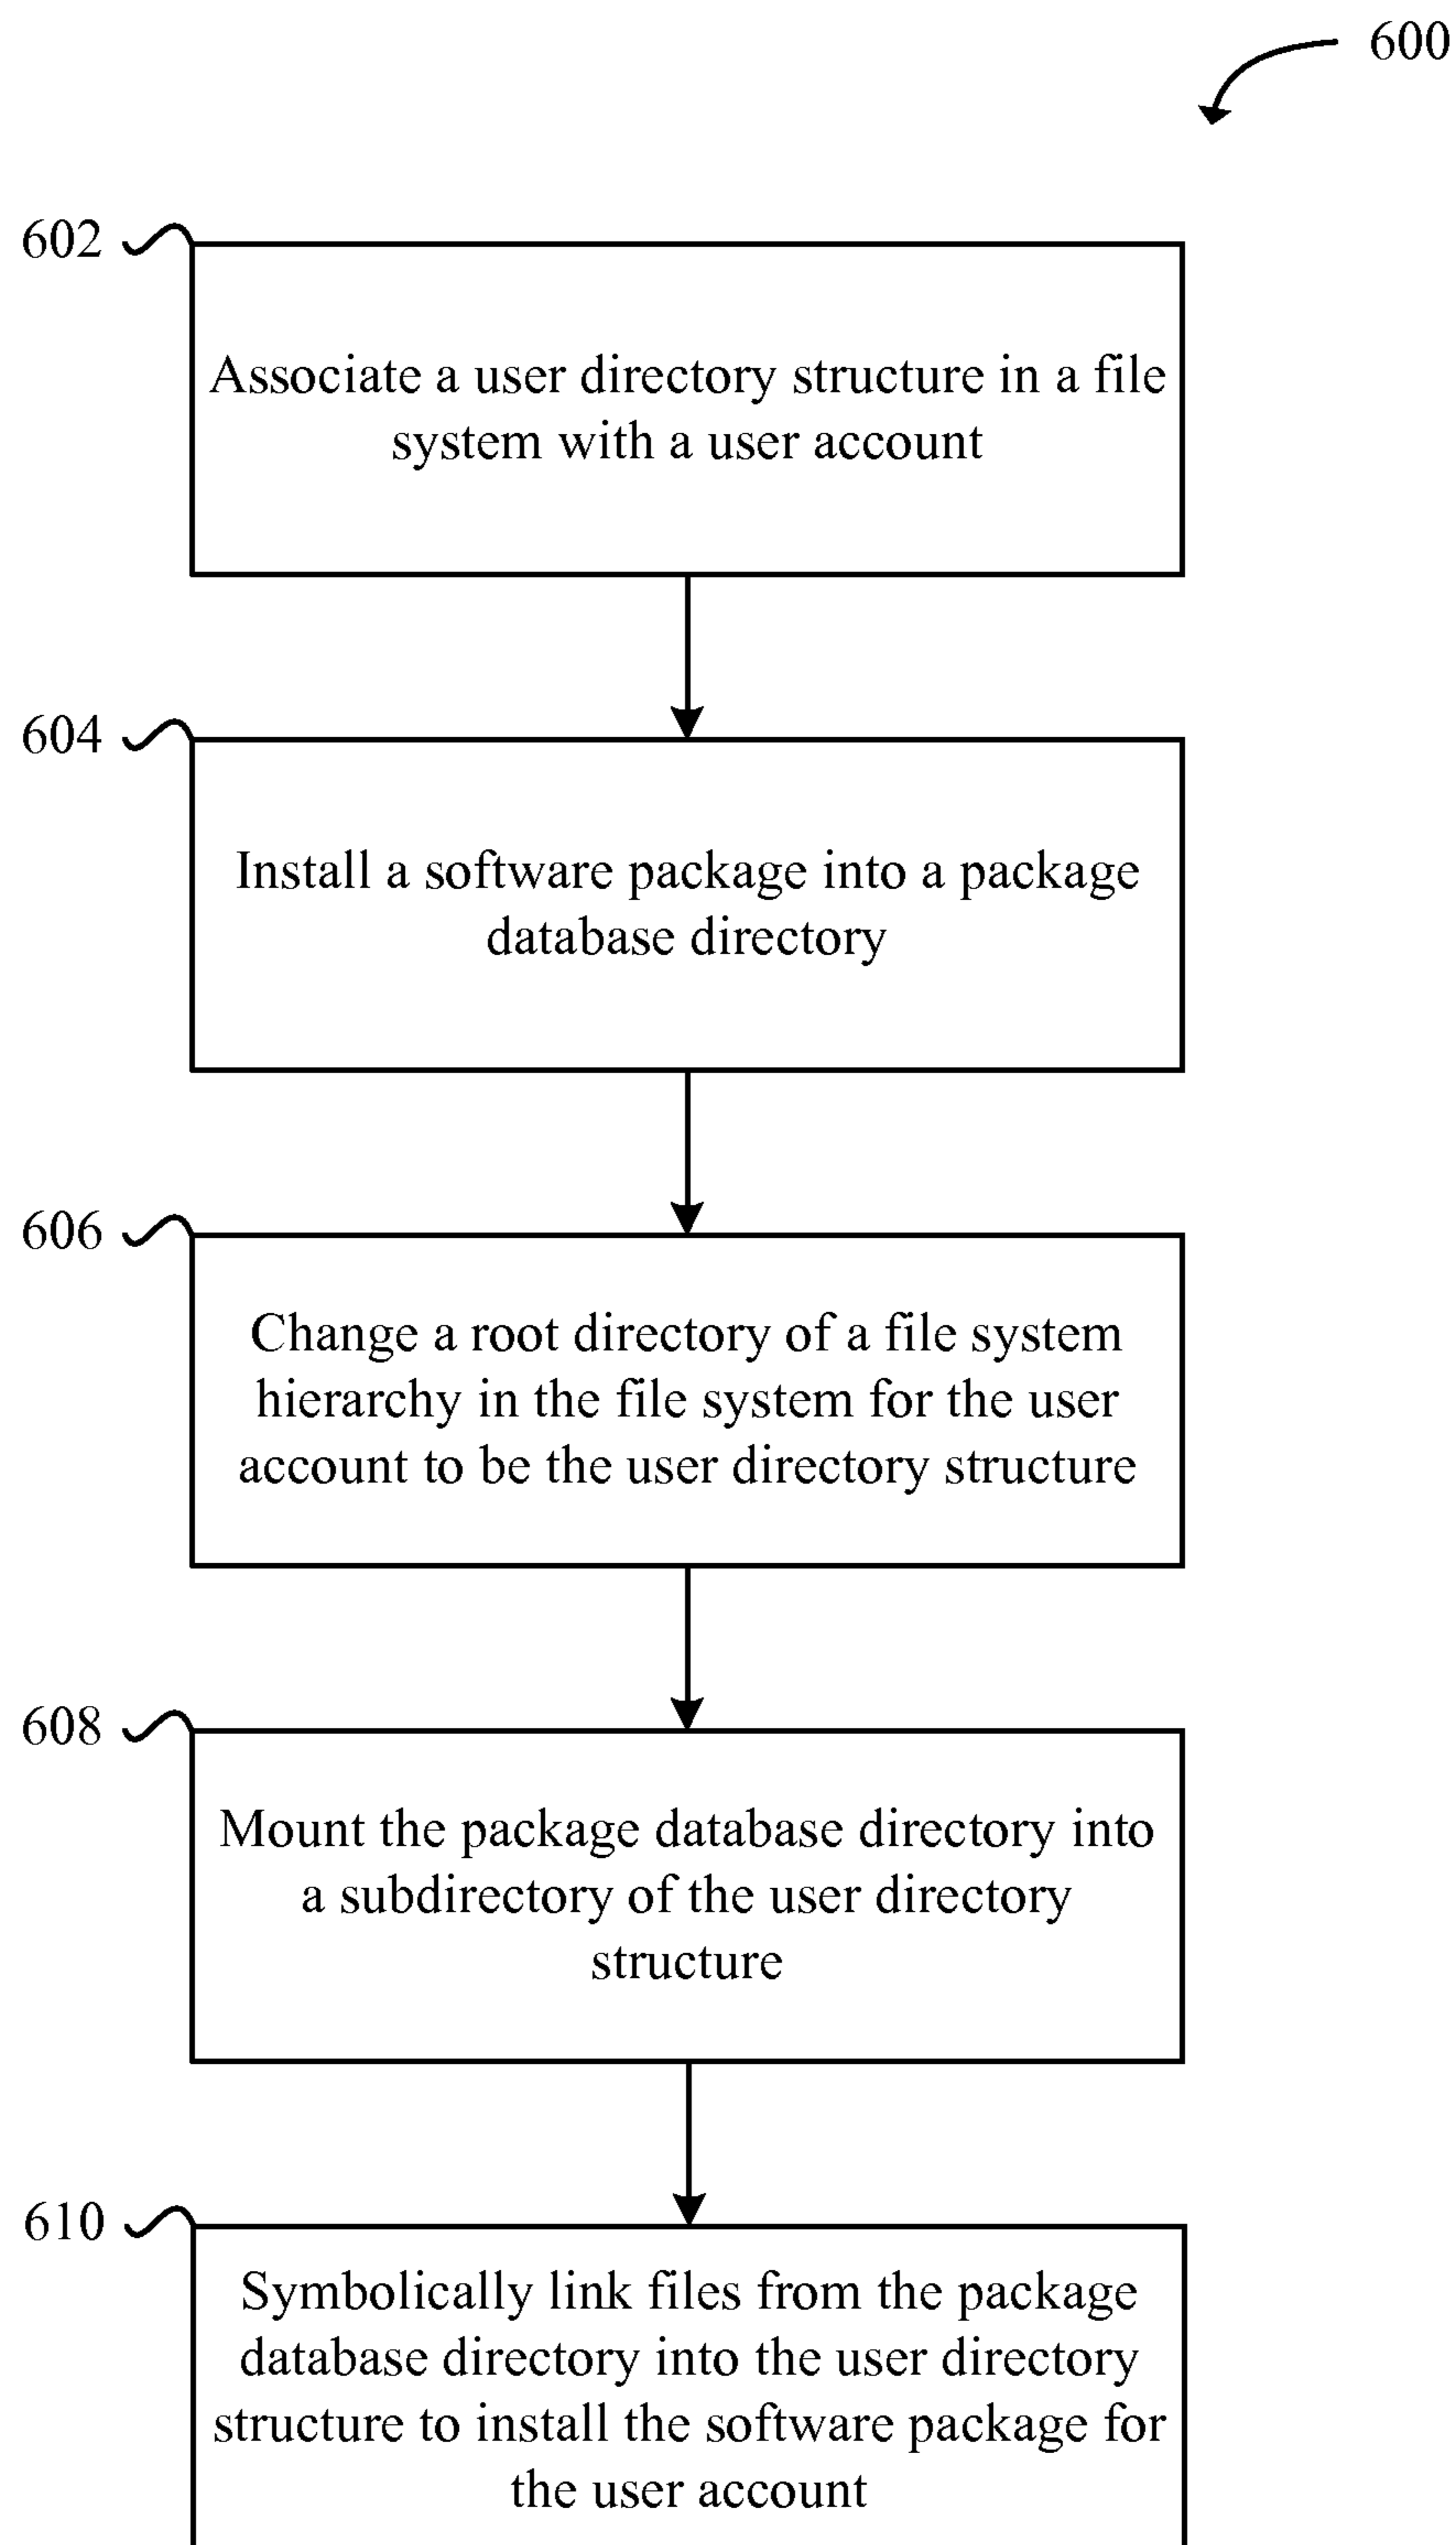 600
602
Associate a user directory structure in a file
system with a user account
604
Install a software package into a package
database directory
606
Change a root directory of a file system
hierarchy in the file system for the user
account to be the user directory structure
608
Mount the package database directory into
a subdirectory of the user directory
structure
610
Symbolically link files from the package
database directory into the user directory
structure to install the software package for
the user account